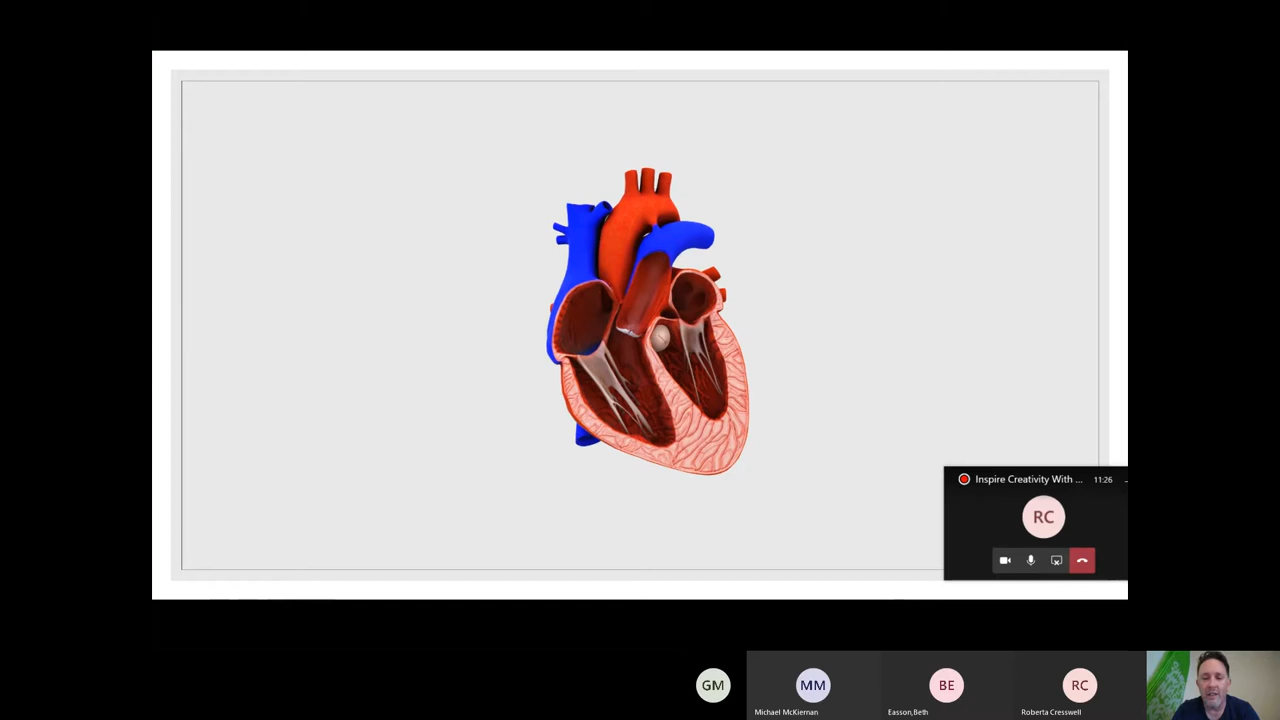 Inspire Creativity With ...
11:26
RC
GM
MM
BE
RC
Michael McKiernan
Easson,Beth
Roberta Cresswell